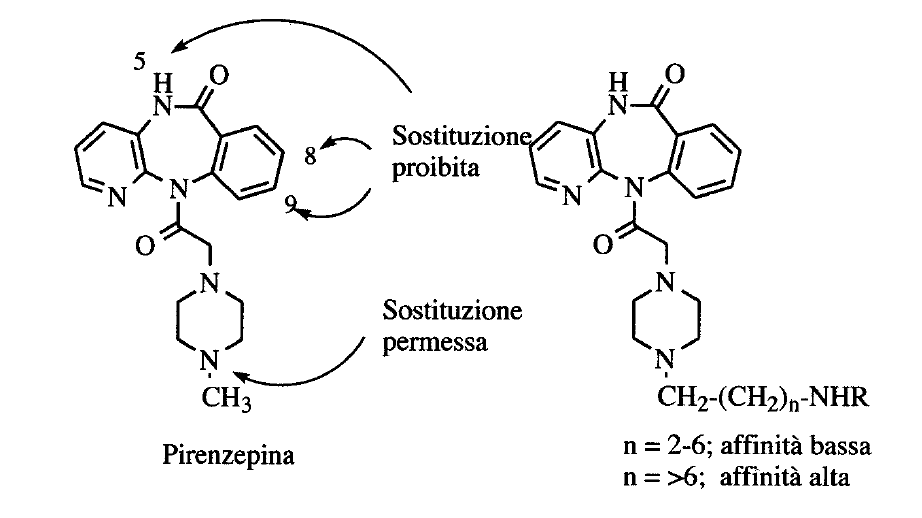 5
H
N
O
N
N
O
N
N
CH3
8
9
Sostituzione
proibita
Sostituzione
permessa
Pirenzepina
H
N
O
N
N
O
N
N
CH2-(CH2)n-NHR
n = 2-6; affinità bassa
n = >6; affinità alta